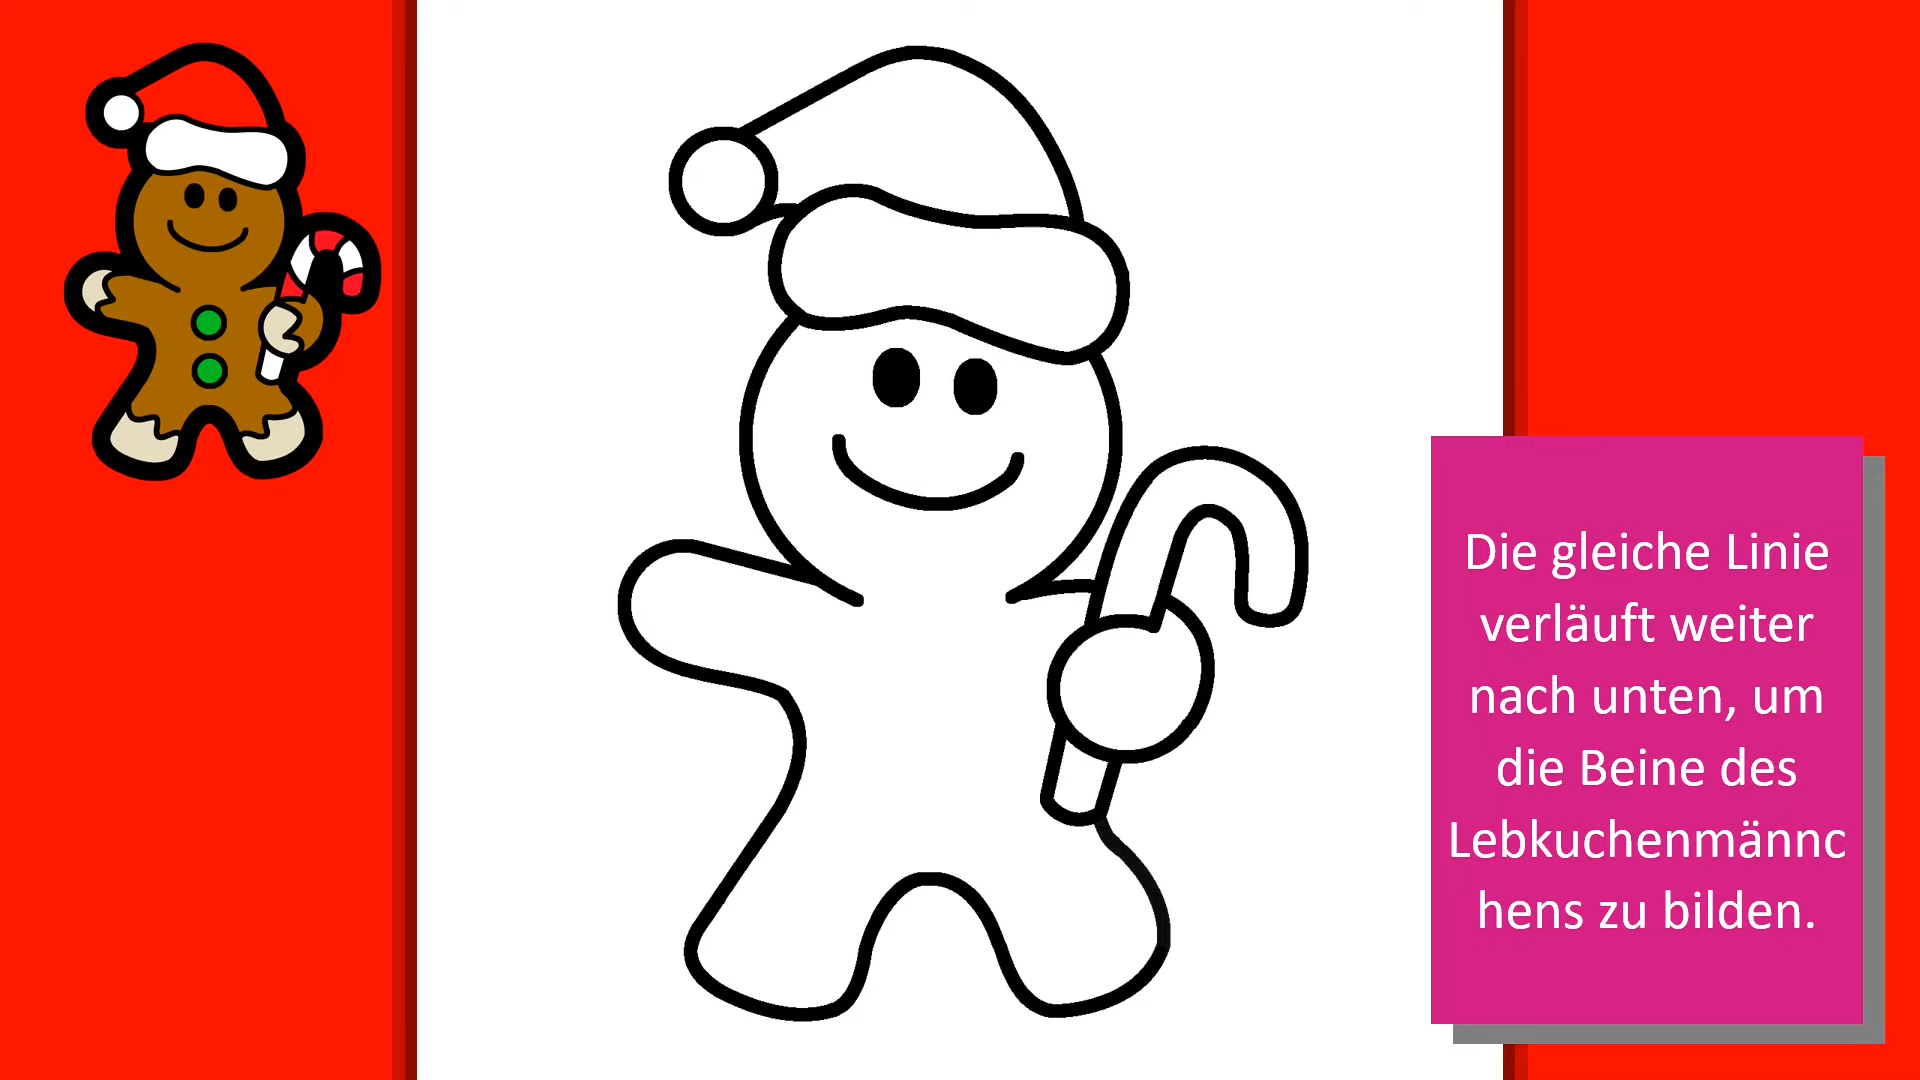 Die gleiche Linie
verläuft weiter
nach unten, um
die Beine des
Lebkuchenmännc
hens zu bilden.